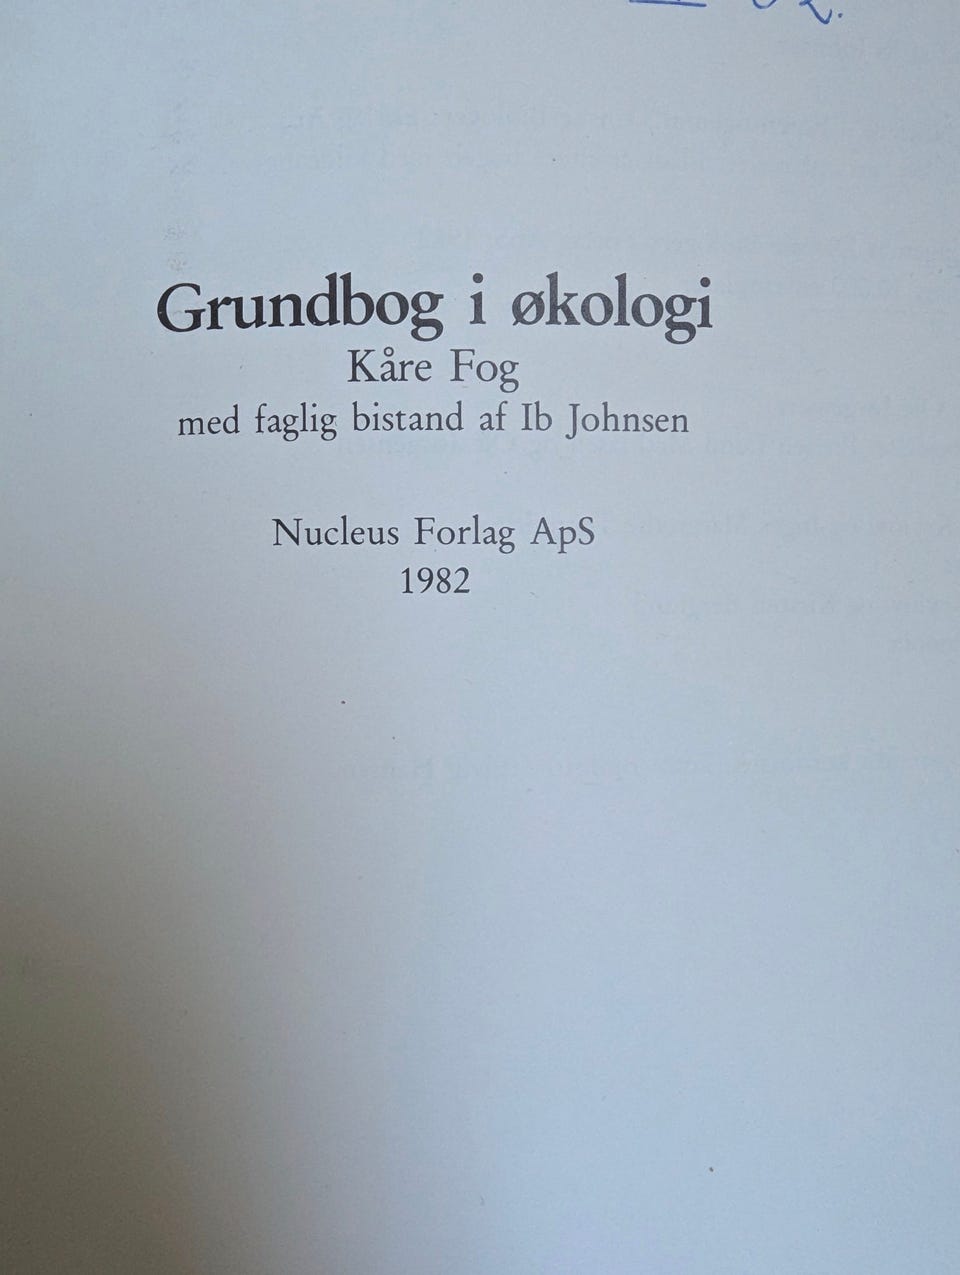 Grundbog i økologi
Kåre Fog
med faglig bistand af Ib Johnsen
Nucleus Forlag ApS
1982